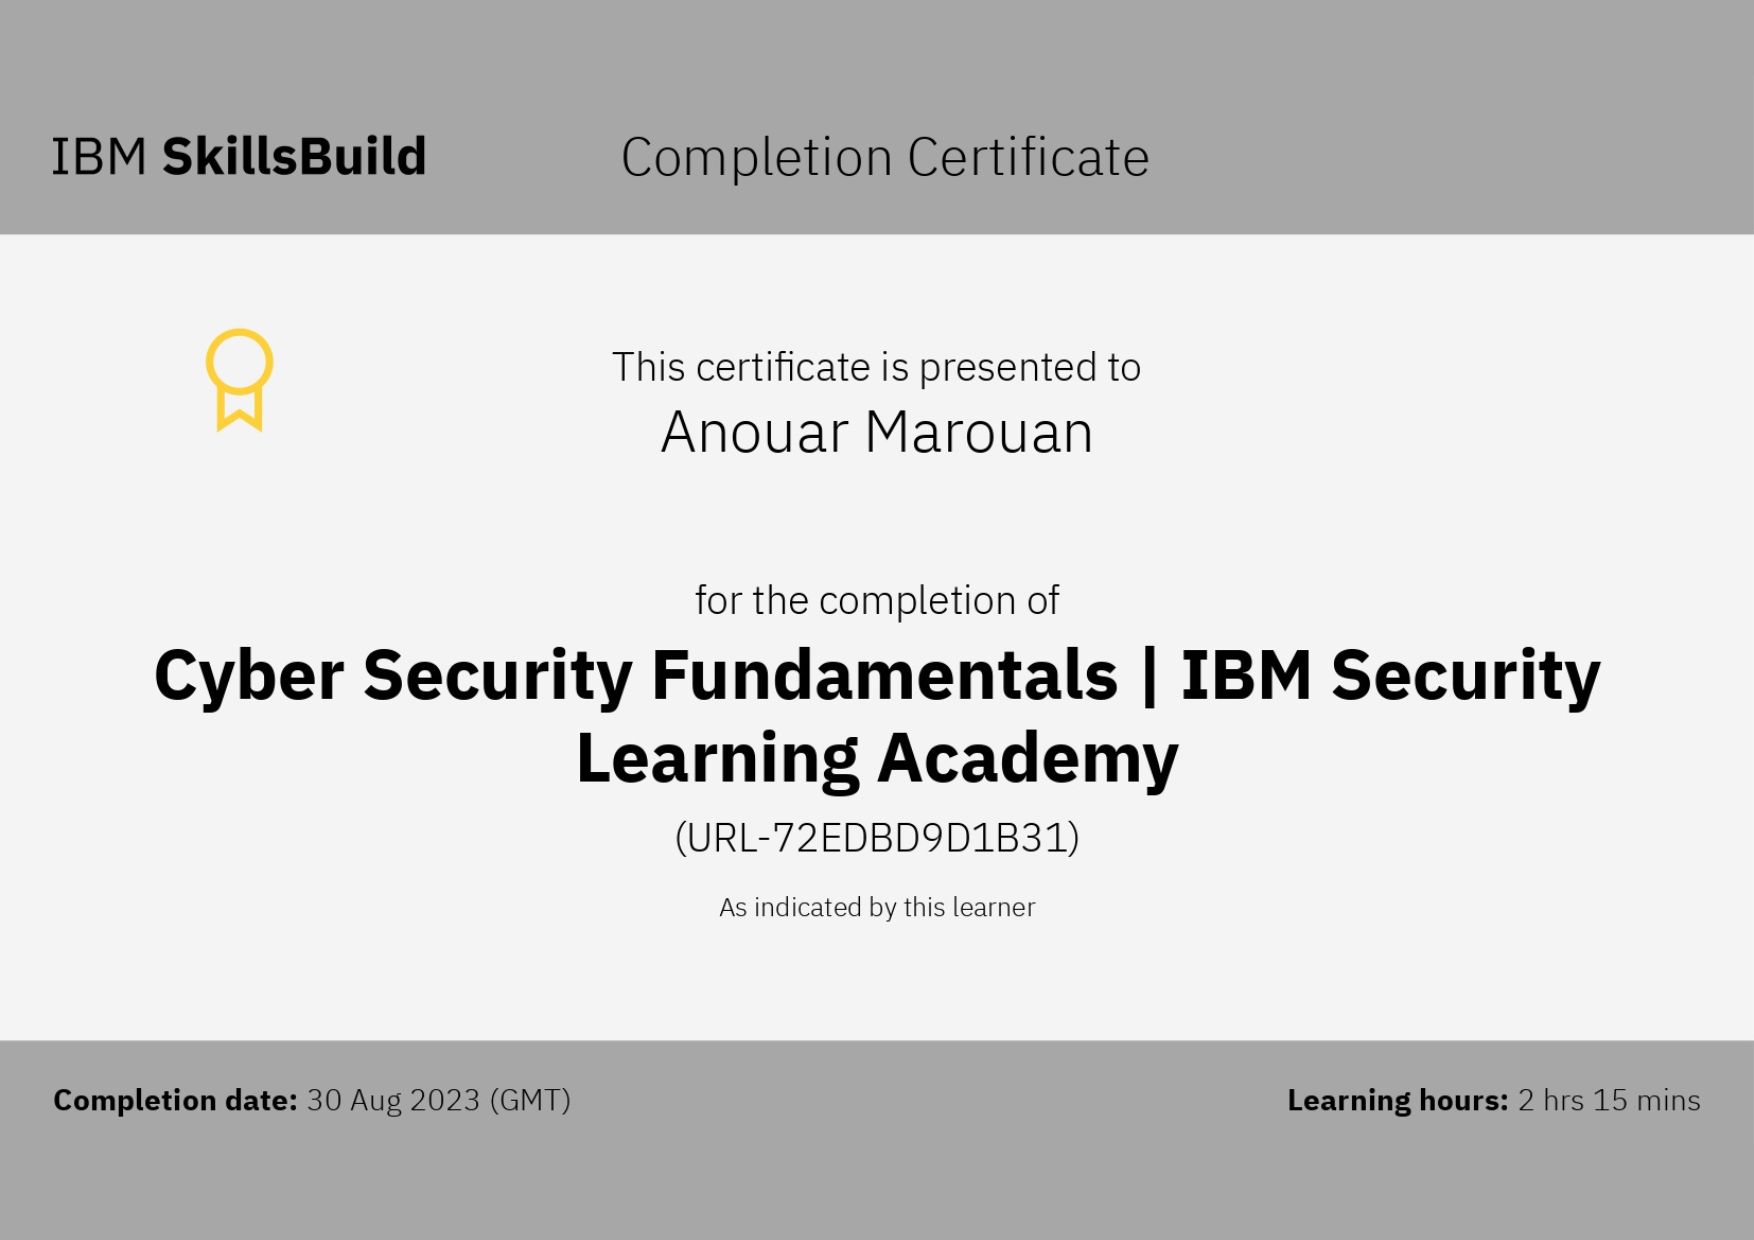 IBM SkillsBuild
Completion Certificate
This certificate is presented to
Anouar Marouan
for the completion of
Cyber Security Fundamentals | IBM Security
Learning Academy
(URL-72EDBD9D1B31)
As indicated by this learner
Completion date: 30 Aug 2023 (GMT)
Learning hours: 2 hrs 15 mins